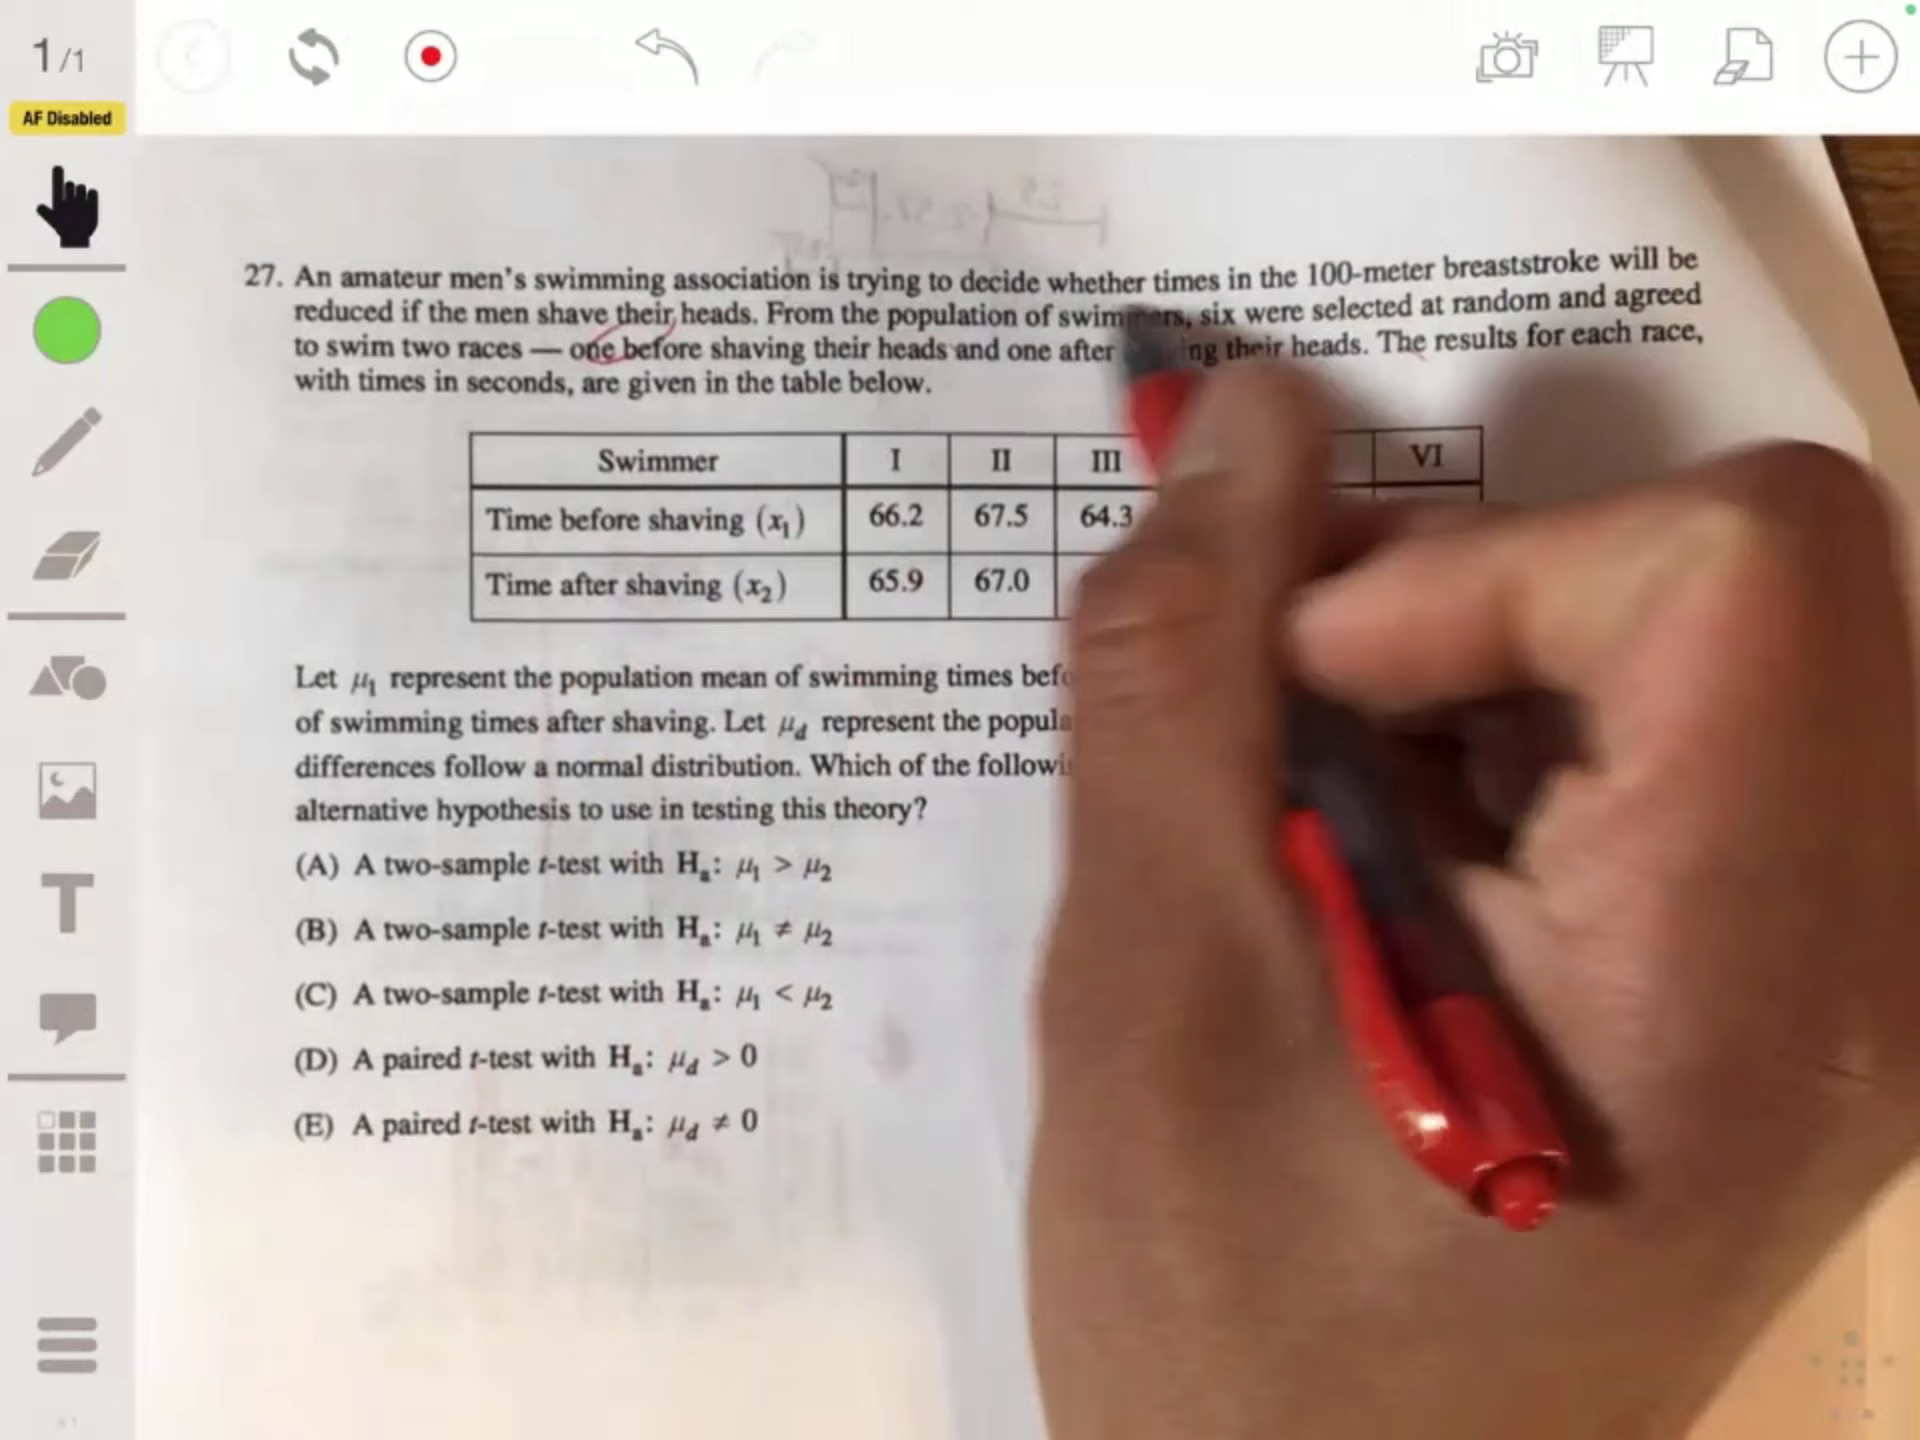 1/1
AF Disabled
27. An amateur men's swimming association is trying to decide whether times in the 100-meter breaststroke will be
reduced if the men shave their heads. From the population of swimmers, six were selected at random and agreed
to swim two races — one before shaving their heads and one after ing their heads. The results for each race,
with times in seconds, are given in the table below.
Swimmer I II III VI
Time before shaving (x₁) 66.2 67.5 64.3
Time after shaving (x₂) 65.9 67.0
Let μ₁ represent the population mean of swimming times
of swimming times after shaving. Let μd represent the
differences follow a normal distribution. Which of the
alternative hypothesis to use in testing this theory?
(A) A two-sample t-test with Hₐ: μ₁ > μ₂
(B) A two-sample t-test with Hₐ: μ₁ ≠ μ₂
(C) A two-sample t-test with Hₐ: μ₁ < μ₂
(D) A paired t-test with Hₐ: μd > 0
(E) A paired t-test with Hₐ: μd ≠ 0
T